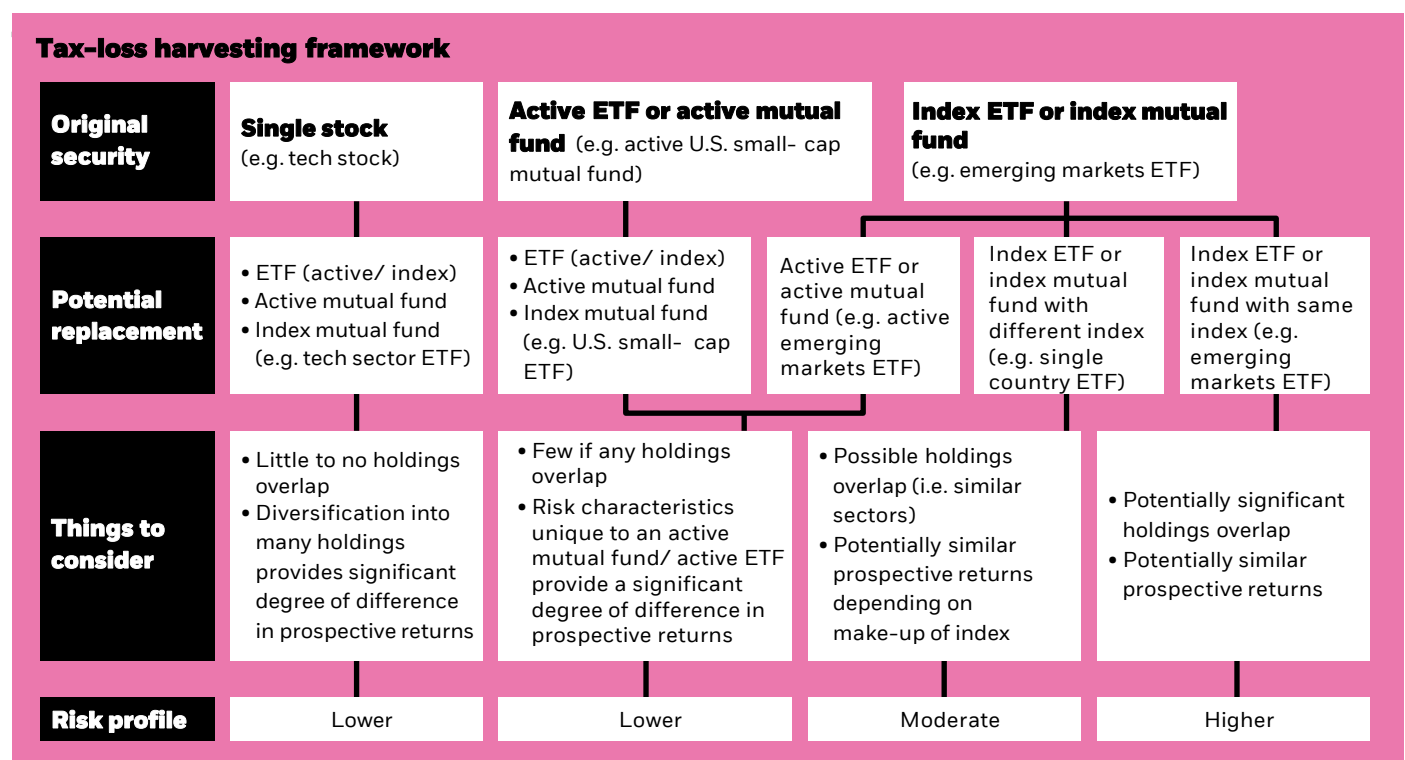 Tax-loss harvesting framework
Original
security
Single stock
(e.g. tech stock)
Active ETF or active mutual
fund (e.g. active U.S. small- cap
mutual fund)
Index ETF or index mutual
fund
(e.g. emerging markets ETF)
Potential
replacement
• ETF (active/ index)
• Active mutual fund
• Index mutual fund
(e.g. tech sector ETF)
• ETF (active/ index)
• Active mutual fund
• Index mutual fund
(e.g. U.S. small- cap
ETF)
Active ETF or
active mutual
fund (e.g. active
emerging
markets ETF)
Index ETF or
index mutual
fund with
different index
(e.g. single
country ETF)
Index ETF or
index mutual
fund with same
index (e.g.
emerging
markets ETF)
Things to
consider
• Little to no holdings
overlap
• Diversification into
many holdings
provides significant
degree of difference
in prospective returns
• Few if any holdings
overlap
• Risk characteristics
unique to an active
mutual fund/ active ETF
provide a significant
degree of difference in
prospective returns
• Possible holdings
overlap (i.e. similar
sectors)
• Potentially similar
prospective returns
depending on
make-up of index
• Potentially significant
holdings overlap
• Potentially similar
prospective returns
Risk profile
Lower
Lower
Moderate
Higher